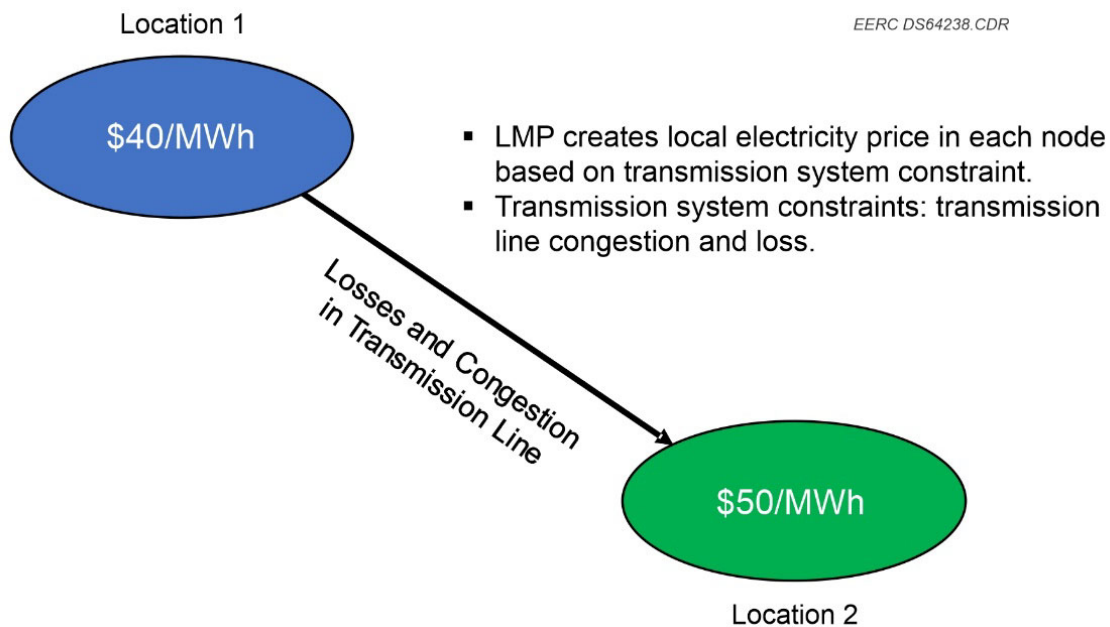 Location 1
EERC DS64238.CDR
$40/MWh
▪ LMP creates local electricity price in each node
based on transmission system constraint.
▪ Transmission system constraints: transmission
line congestion and loss.
Losses and Congestion
in Transmission Line
$50/MWh
Location 2